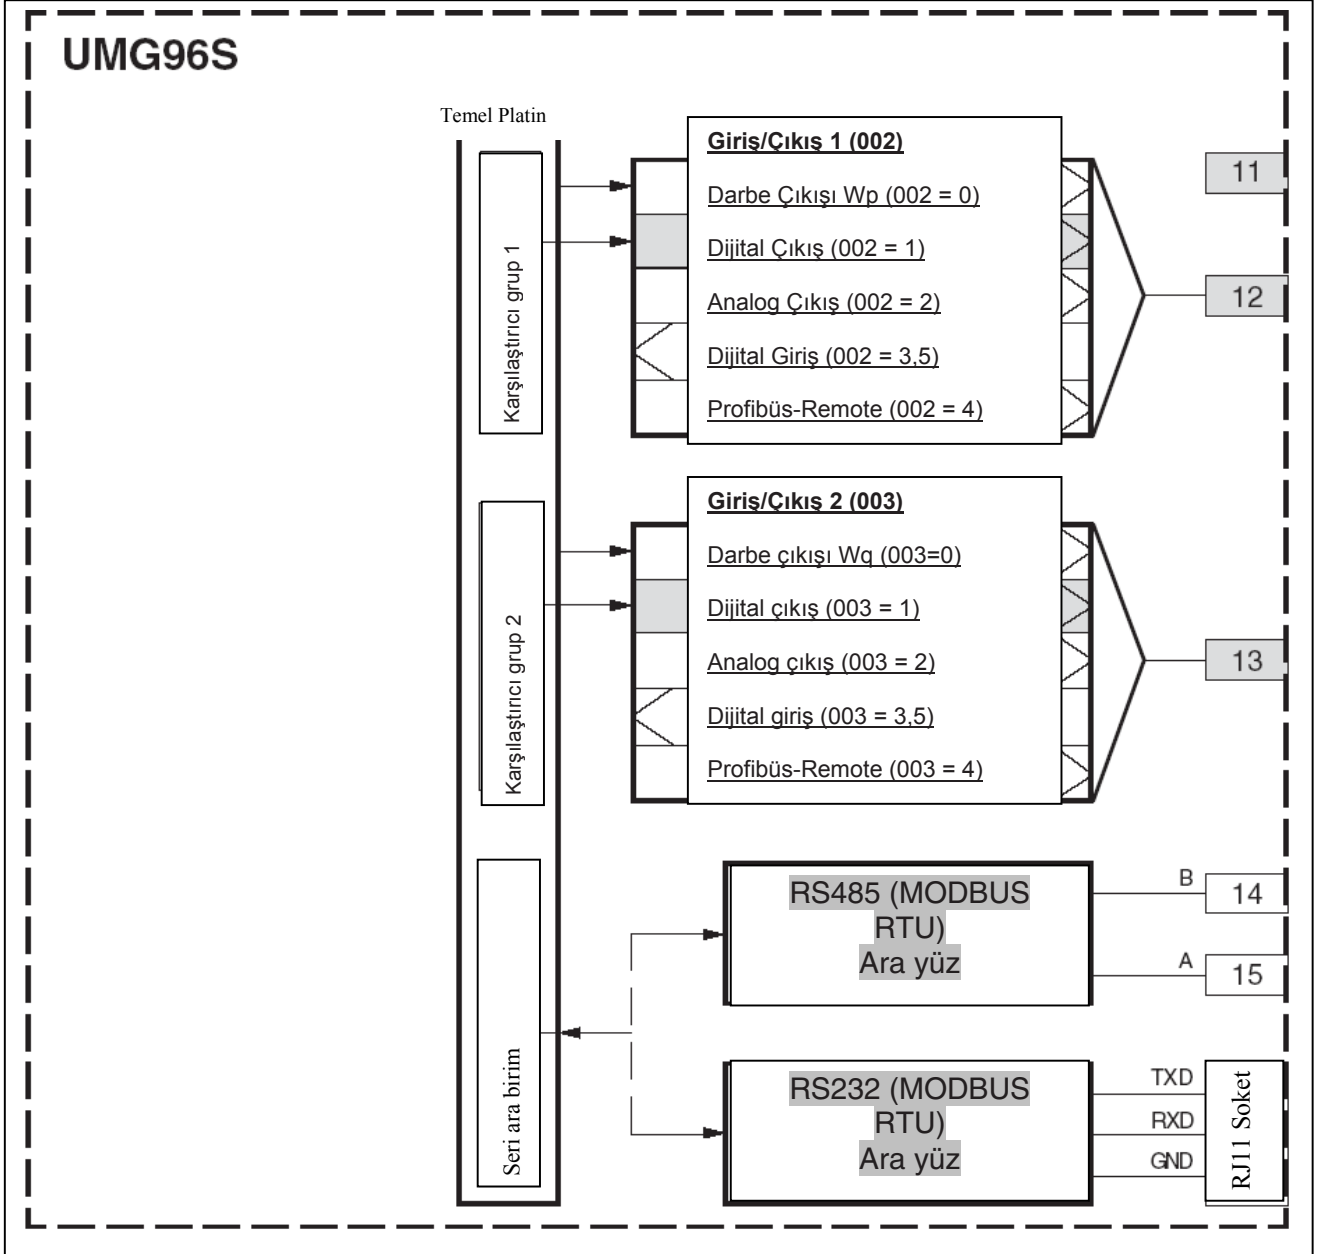 UMG96S
Temel Platin
Karşılaştırıcı grup 1
Giriş/Çıkış 1 (002)
Darbe Çıkışı Wp (002 = 0)
Dijital Çıkış (002 = 1)
Analog Çıkış (002 = 2)
Dijital Giriş (002 = 3,5)
Profibüs-Remote (002 = 4)
11
12
Karşılaştırıcı grup 2
Giriş/Çıkış 2 (003)
Darbe çıkışı Wq (003=0)
Dijital çıkış (003 = 1)
Analog çıkış (003 = 2)
Dijital giriş (003 = 3,5)
Profibüs-Remote (003 = 4)
13
Seri ara birim
RS485 (MODBUS
RTU)
Ara yüz
B
14
A
15
RS232 (MODBUS
RTU)
Ara yüz
TXD
RXD
GND
RJ11 Soket